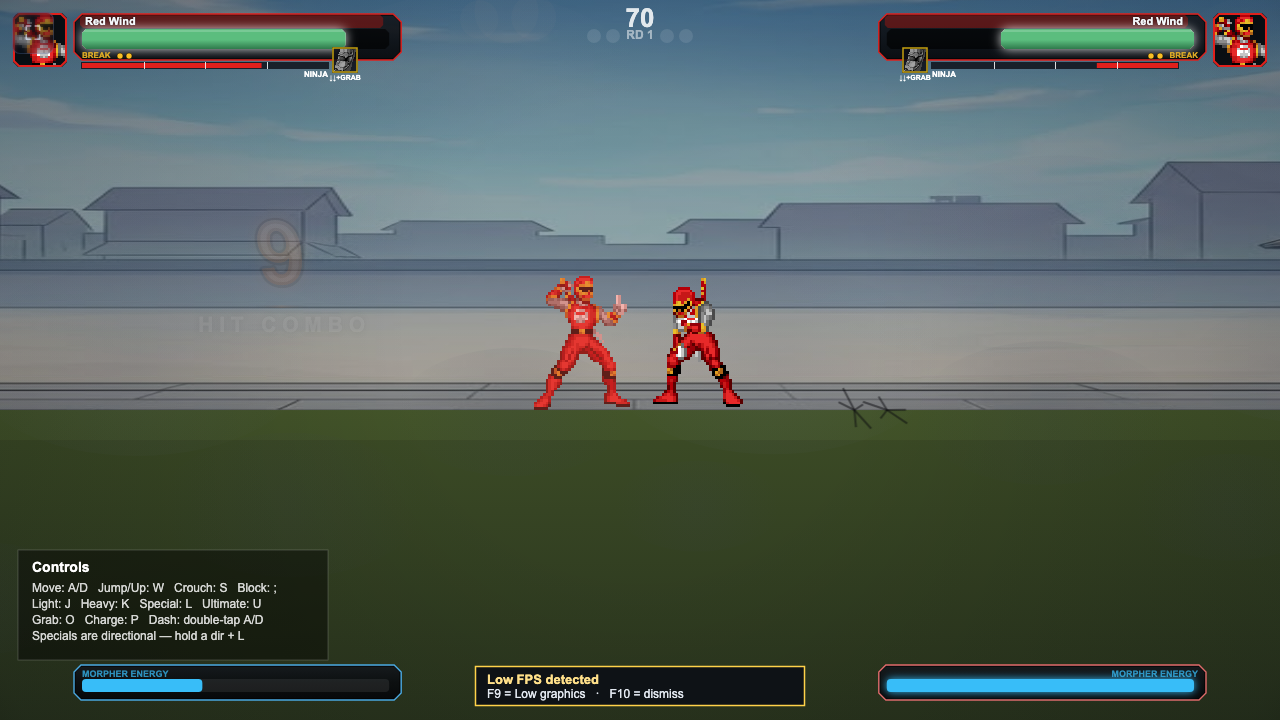 Red Wind
70
Red Wind
RD 1
BREAK
BREAK
NINJA
NINJA
↓↓+GRAB
↓↓+GRAB
9
HIT COMBO
Controls
Move: A/D Jump/Up: W Crouch: S Block: ;
Light: J Heavy: K Special: L Ultimate: U
Grab: O Charge: P Dash: double-tap A/D
Specials are directional — hold a dir + L
MORPHER ENERGY
Low FPS detected
F9 = Low graphics · F10 = dismiss
MORPHER ENERGY